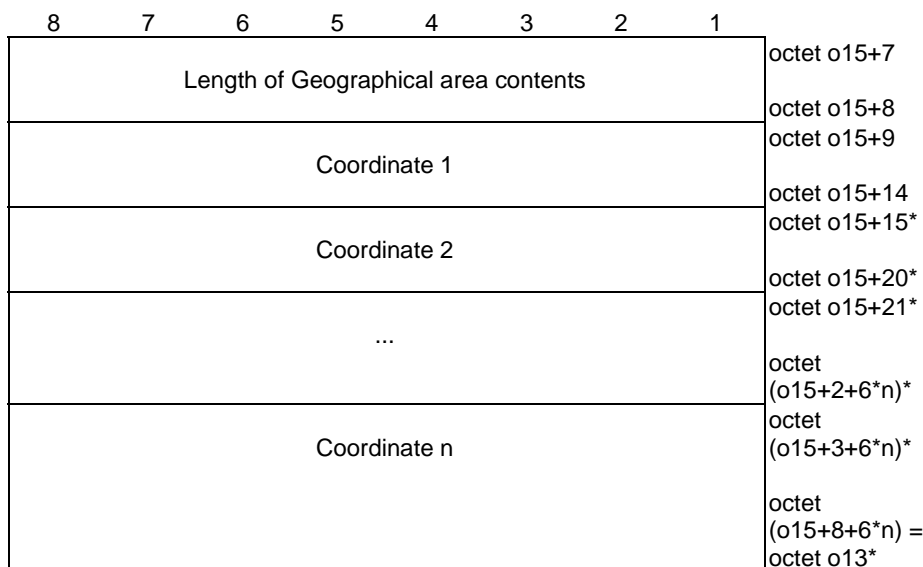 8 7 6 5 4 3 2 1
octet o15+7
Length of Geographical area contents
octet o15+8
octet o15+9
Coordinate 1
octet o15+14
octet o15+15*
Coordinate 2
octet o15+20*
octet o15+21*
...
octet
(o15+2+6*n)*
octet
Coordinate n
(o15+3+6*n)*
octet
(o15+8+6*n) =
octet o13*